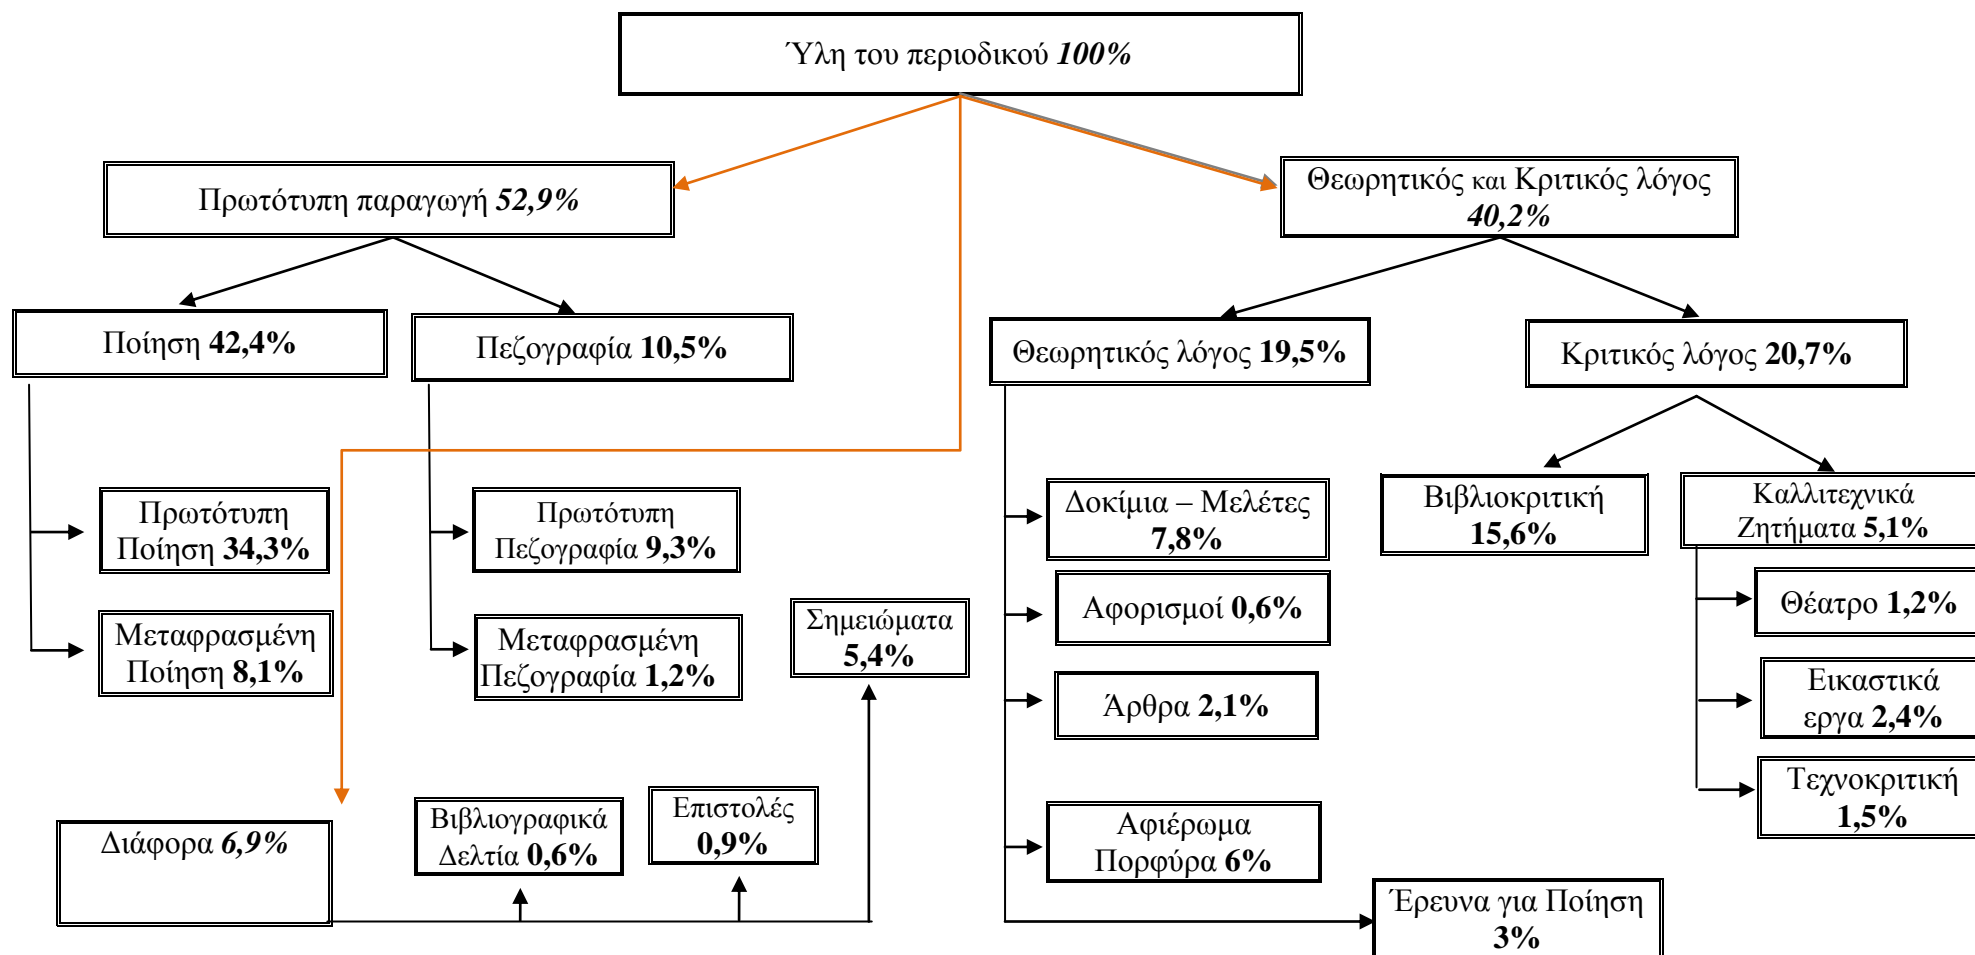 Ύλη του περιοδικού 100%
Πρωτότυπη παραγωγή 52,9%
Θεωρητικός και Κριτικός λόγος
40,2%
Ποίηση 42,4%
Πεζογραφία 10,5%
Θεωρητικός λόγος 19,5%
Κριτικός λόγος 20,7%
Πρωτότυπη
Ποίηση 34,3%
Μεταφρασμένη
Ποίηση 8,1%
Πρωτότυπη
Πεζογραφία 9,3%
Μεταφρασμένη
Πεζογραφία 1,2%
Σημειώματα
5,4%
Δοκίμια – Μελέτες
7,8%
Αφορισμοί 0,6%
Άρθρα 2,1%
Αφιέρωμα
Πορφύρα 6%
Έρευνα για Ποίηση
3%
Βιβλιοκριτική
15,6%
Καλλιτεχνικά
Ζητήματα 5,1%
Θέατρο 1,2%
Εικαστικά
εργα 2,4%
Τεχνοκριτική
1,5%
Διάφορα 6,9%
Βιβλιογραφικά
Δελτία 0,6%
Επιστολές
0,9%